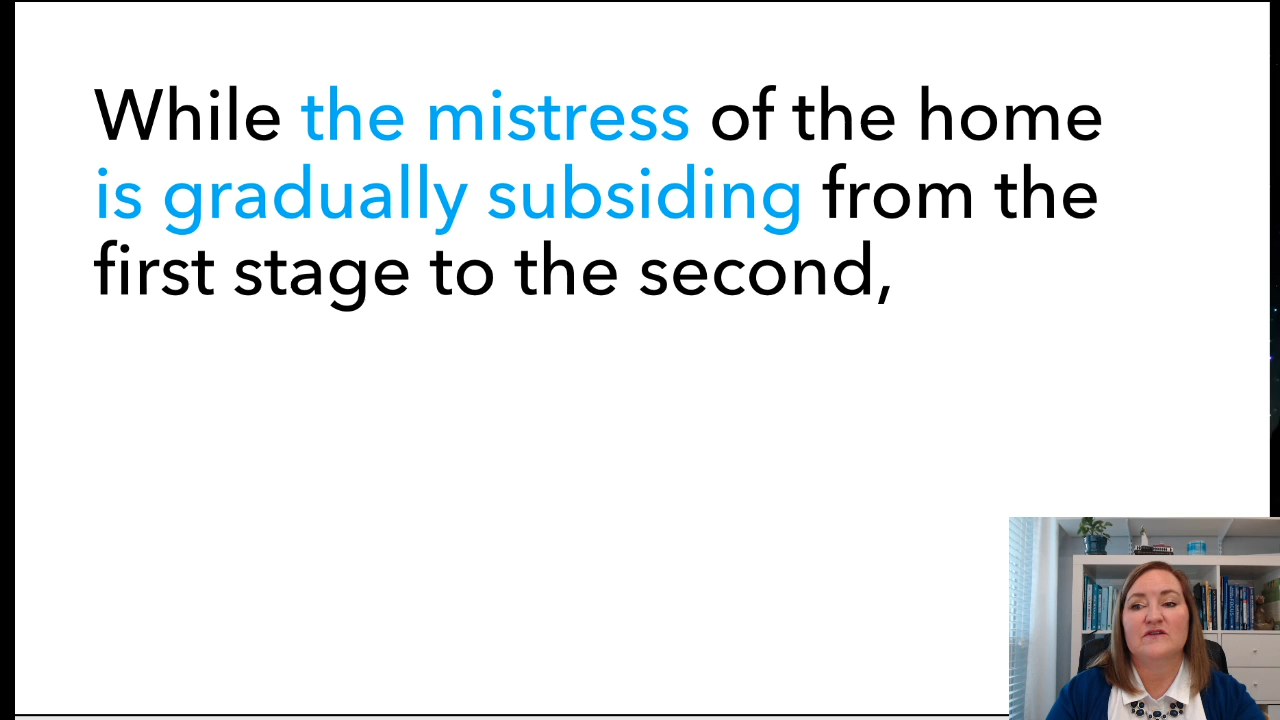 While the mistress of the home
is gradually subsiding from the
first stage to the second,